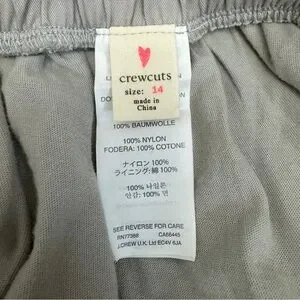 crewcuts
size: 14
made in
China
100% BAUMWOLLE
100% NYLON
FODERA: 100% COTONE
ナイロン 100%
ライニング: 綿 100%
100% 나일론
안감: 100% 면
SEE REVERSE FOR CARE
RN77388 CA66445
J.CREW U.K. Ltd EC4V 6JA